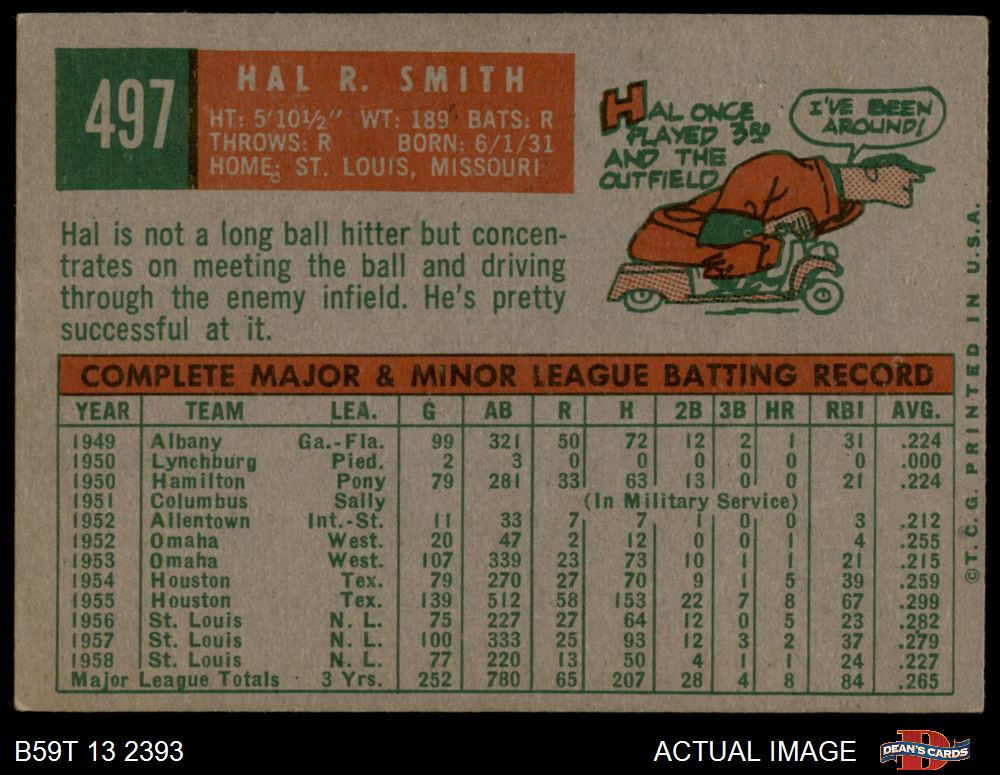 497
HAL R. SMITH
HT: 5'10½" WT: 189 BATS: R
THROWS: R BORN: 6/1/31
HOME: ST. LOUIS, MISSOURI
HAL ONCE
PLAYED 3RD
AND THE
OUTFIELD
I'VE BEEN
AROUND!
Hal is not a long ball hitter but concen-
trates on meeting the ball and driving
through the enemy infield. He's pretty
successful at it.
COMPLETE MAJOR & MINOR LEAGUE BATTING RECORD
YEAR TEAM LEA. G AB R H 2B 3B HR RBI AVG.
1949 Albany Ga.-Fla. 99 321 50 72 12 2 1 31 .224
1950 Lynchburg Pied. 2 3 0 0 0 0 0 0 .000
1950 Hamilton Pony 79 281 33 63 13 0 0 21 .224
1951 Columbus Sally (In Military Service)
1952 Allentown Int.-St. 11 33 7 7 1 0 0 3 .212
1952 Omaha West. 20 47 2 12 0 0 1 4 .255
1953 Omaha West. 107 339 23 73 10 1 1 21 .215
1954 Houston Tex. 79 270 27 70 9 1 5 39 .259
1955 Houston Tex. 139 512 58 153 22 7 8 67 .299
1956 St. Louis N. L. 75 227 27 64 12 0 5 23 .282
1957 St. Louis N. L. 100 333 25 93 12 3 2 37 .279
1958 St. Louis N. L. 77 220 13 50 4 1 1 24 .227
Major League Totals 3 Yrs. 252 780 65 207 28 4 8 84 .265
©T. C. G. PRINTED IN U.S.A.
B59T 13 2393
ACTUAL IMAGE
D
DEAN'S CARDS